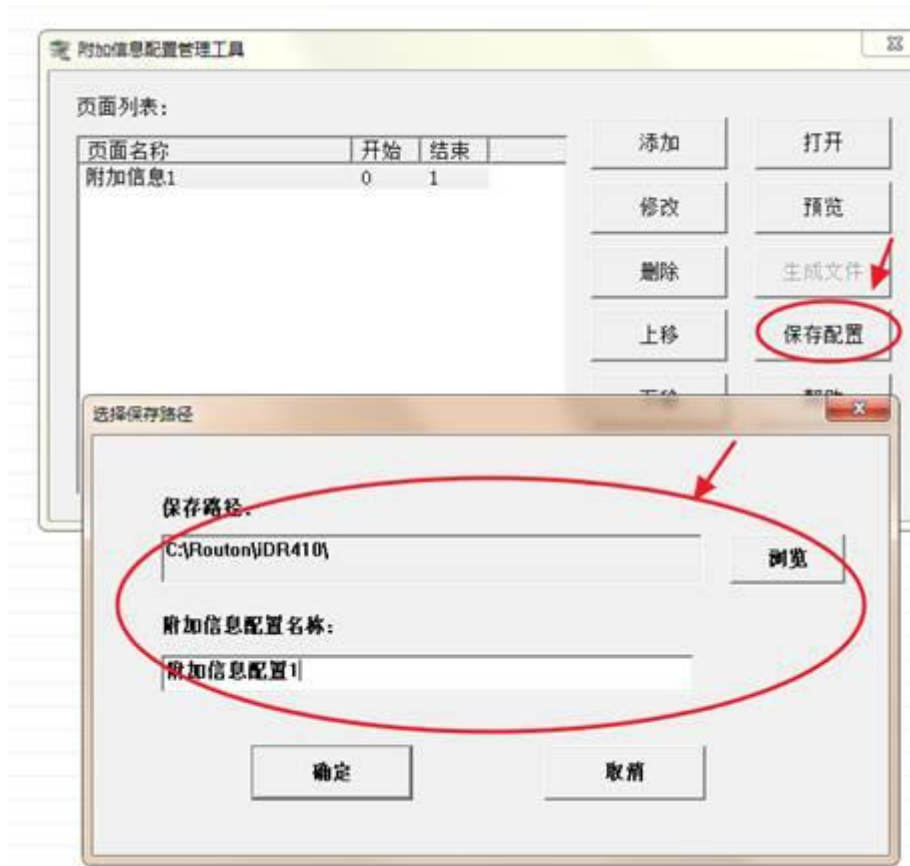 附加信息配置管理工具
页面列表：
页面名称 开始 结束
附加信息1 0 1
添加 打开
修改 预览
删除 生成文件
上移 保存配置
选择保存路径
保存路径：
C:\Routon\iDR410\
浏览
附加信息配置名称：
附加信息配置1
确定 取消